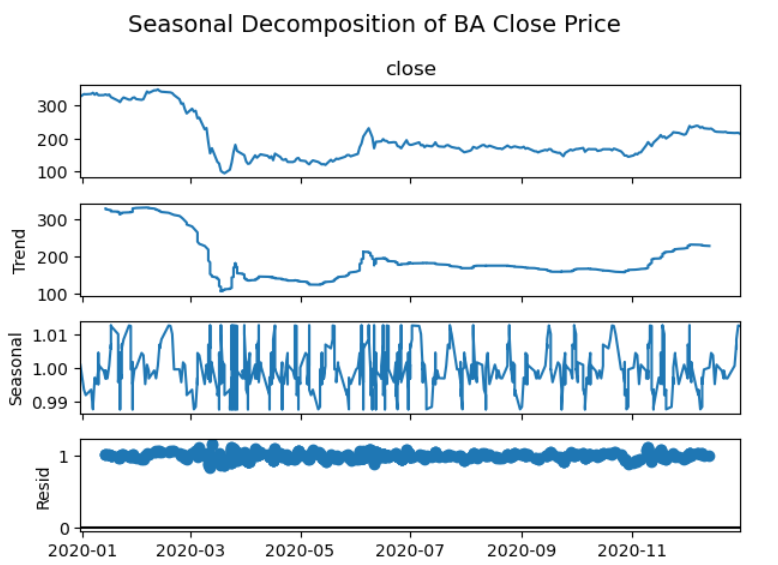 Seasonal Decomposition of BA Close Price
close
300
200
100
Trend
300
200
100
Seasonal
1.01
1.00
0.99
Resid
1
0
2020-01 2020-03 2020-05 2020-07 2020-09 2020-11